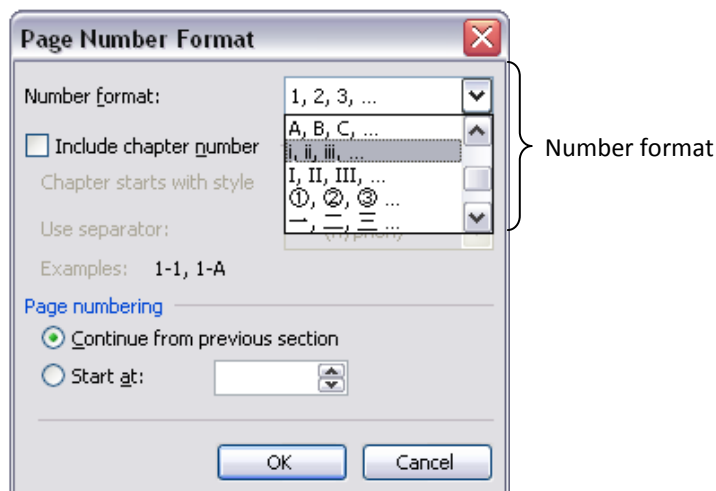 Page Number Format
Number format: 1, 2, 3, ...
A, B, C, ...
Include chapter number
i, ii, iii, ...
Chapter starts with style
I, II, III, ...
①, ②, ③ ...
Use separator:
一, 二, 三 ...
(hyphen)
Examples: 1-1, 1-A
Page numbering
Continue from previous section
Start at:
OK Cancel
Number format